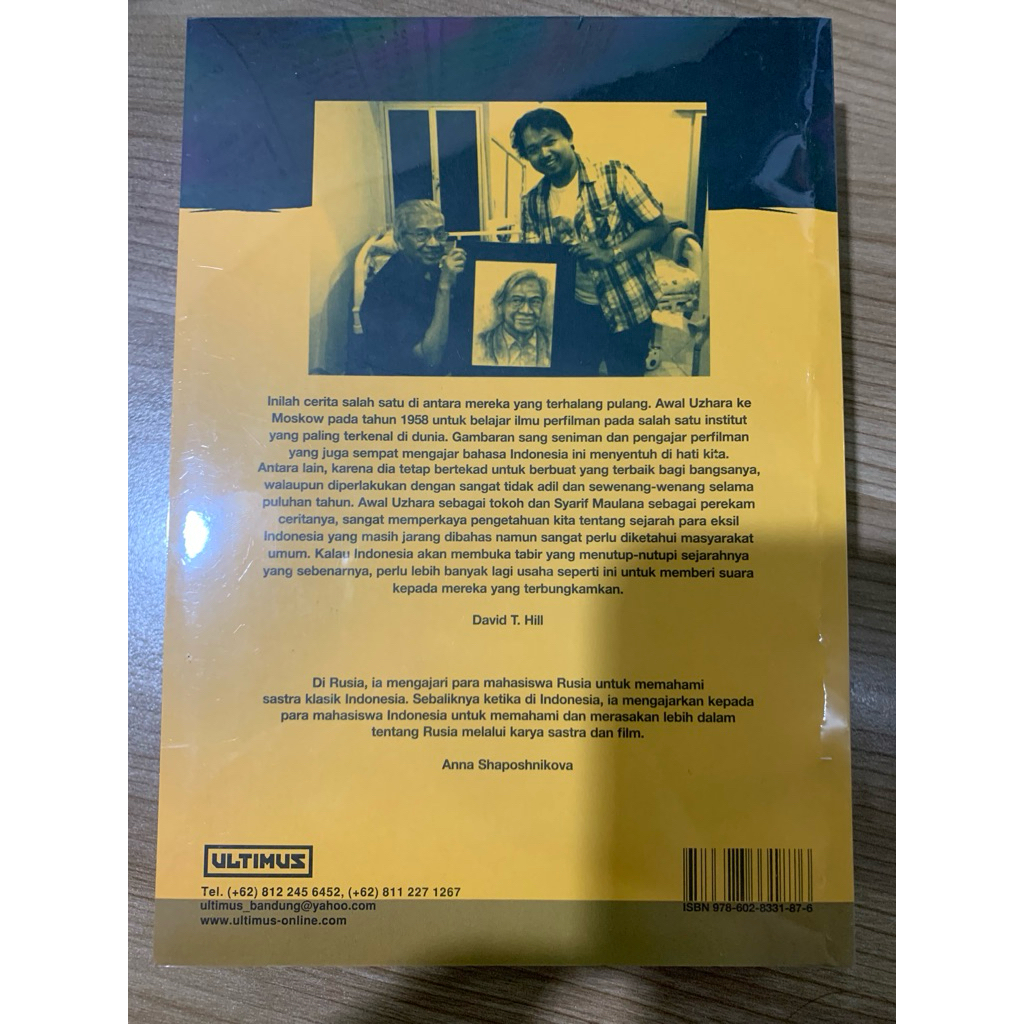 Inilah cerita salah satu di antara mereka yang terhalang pulang. Awal Uzhara ke
Moskow pada tahun 1958 untuk belajar ilmu perfilman pada salah satu institut
yang paling terkenal di dunia. Gambaran sang seniman dan pengajar perfilman
yang juga sempat mengajar bahasa Indonesia ini menyentuh di hati kita.
Antara lain, karena dia tetap bertekad untuk berbuat yang terbaik bagi bangsanya,
walaupun diperlakukan dengan sangat tidak adil dan sewenang-wenang selama
puluhan tahun. Awal Uzhara sebagai tokoh dan Syarif Maulana sebagai perekam
ceritanya, sangat memperkaya pengetahuan kita tentang sejarah para eksil
Indonesia yang masih jarang dibahas namun sangat perlu diketahui masyarakat
umum. Kalau Indonesia akan membuka tabir yang menutup-nutupi sejarahnya
yang sebenarnya, perlu lebih banyak lagi usaha seperti ini untuk memberi suara
kepada mereka yang terbungkamkan.
David T. Hill
Di Rusia, ia mengajari para mahasiswa Rusia untuk memahami
sastra klasik Indonesia. Sebaliknya ketika di Indonesia, ia mengajarkan kepada
para mahasiswa Indonesia untuk memahami dan merasakan lebih dalam
tentang Rusia melalui karya sastra dan film.
Anna Shaposhnikova
ULTIMUS
Tel. (+62) 812 245 6452, (+62) 811 227 1267
ultimus_bandung@yahoo.com
www.ultimus-online.com
ISBN 978-602-8331-87-6